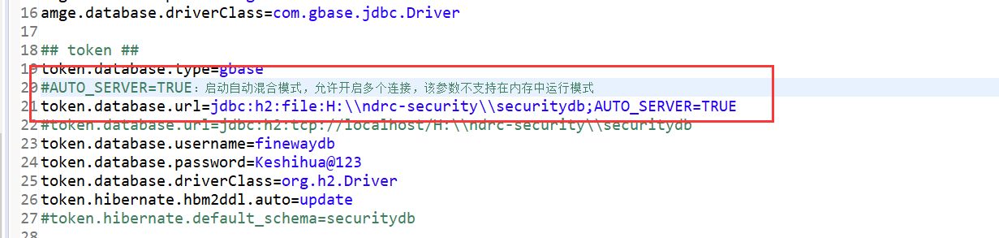 16 amge.database.driverClass=com.gbase.jdbc.Driver
17
18 ## token ##
19 token.database.type=gbase
20 #AUTO_SERVER=TRUE：启动自动混合模式，允许开启多个连接，该参数不支持在内存中运行模式
21 token.database.url=jdbc:h2:file:H:\\ndrc-security\\securitydb;AUTO_SERVER=TRUE
22 #token.database.url=jdbc:h2:tcp://localhost/H:\\ndrc-security\\securitydb
23 token.database.username=finewaydb
24 token.database.password=Keshihua@123
25 token.database.driverClass=org.h2.Driver
26 token.hibernate.hbm2ddl.auto=update
27 #token.hibernate.default_schema=securitydb
28